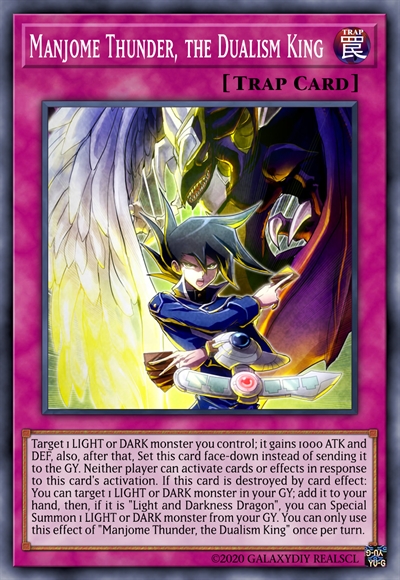 Manjome Thunder, the Dualism King
TRAP
罠
[Trap Card]
Target 1 LIGHT or DARK monster you control; it gains 1000 ATK and
DEF, also, after that, Set this card face-down instead of sending it
to the GY. Neither player can activate cards or effects in response
to this card's activation. If this card is destroyed by card effect:
You can target 1 LIGHT or DARK monster in your GY; add it to your
hand, then, if it is "Light and Darkness Dragon", you can Special
Summon 1 LIGHT or DARK monster from your GY. You can only use
this effect of "Manjome Thunder, the Dualism King" once per turn.
©2020 GALAXYDIY REALSCL
YU-G